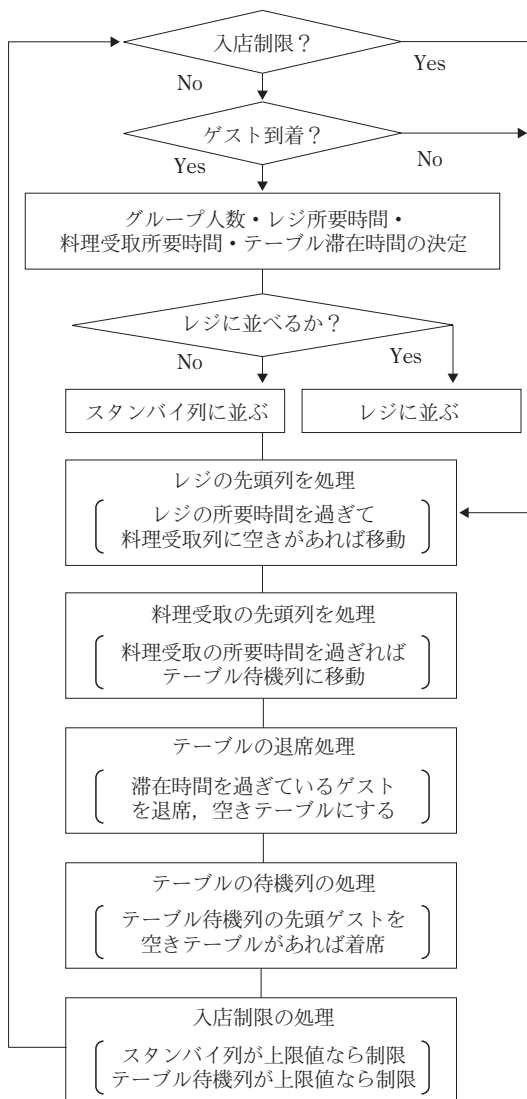 入店制限？
Yes
No
ゲスト到着？
Yes
No
グループ人数・レジ所要時間・
料理受取所要時間・テーブル滞在時間の決定
レジに並べるか？
No
Yes
スタンバイ列に並ぶ
レジに並ぶ
レジの先頭列を処理
レジの所要時間を過ぎて
料理受取列に空きがあれば移動
料理受取の先頭列を処理
料理受取の所要時間を過ぎれば
テーブル待機列に移動
テーブルの退席処理
滞在時間を過ぎているゲスト
を退席，空きテーブルにする
テーブルの待機列の処理
テーブル待機列の先頭ゲストを
空きテーブルがあれば着席
入店制限の処理
スタンバイ列が上限値なら制限
テーブル待機列が上限値なら制限